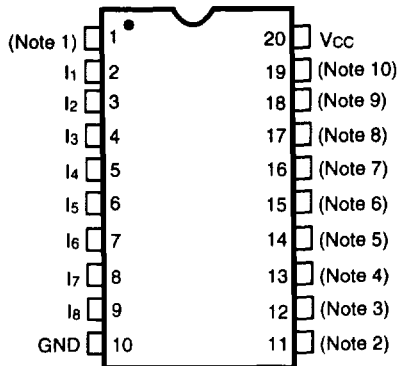 (Note 1) 1 20 VCC
I1 2 19 (Note 10)
I2 3 18 (Note 9)
I3 4 17 (Note 8)
I4 5 16 (Note 7)
I5 6 15 (Note 6)
I6 7 14 (Note 5)
I7 8 13 (Note 4)
I8 9 12 (Note 3)
GND 10 11 (Note 2)